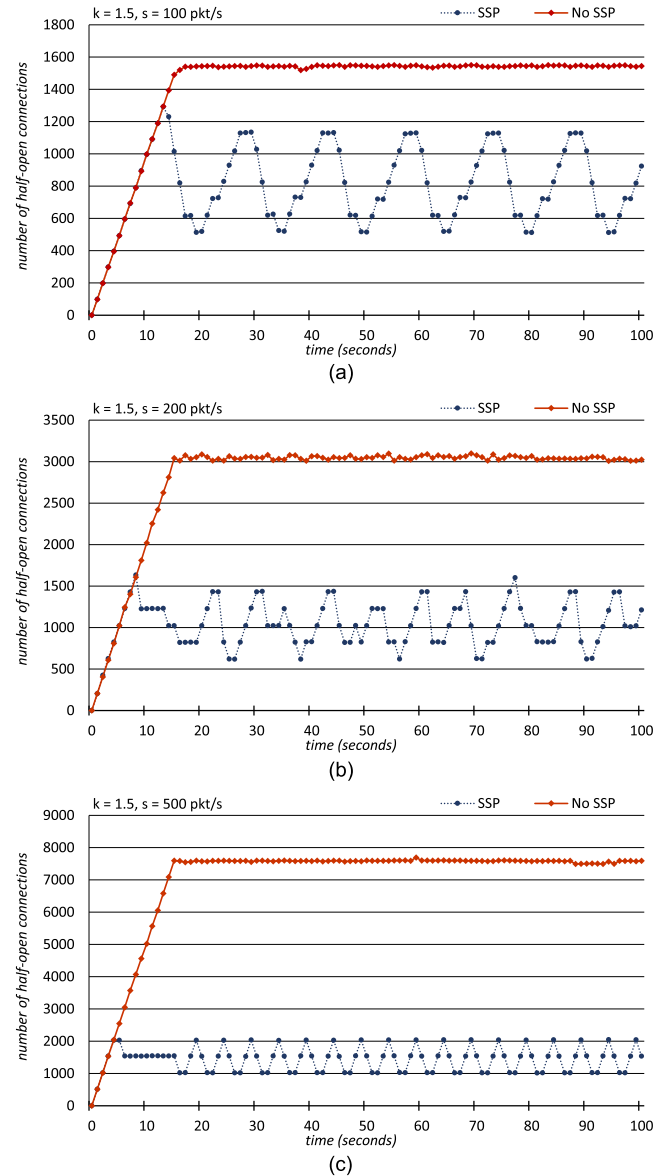 k = 1.5, s = 100 pkt/s
SSP
No SSP
number of half-open connections
1800
1600
1400
1200
1000
800
600
400
200
0
0 10 20 30 40 50 60 70 80 90 100
time (seconds)
(a)
k = 1.5, s = 200 pkt/s
SSP
No SSP
number of half-open connections
3500
3000
2500
2000
1500
1000
500
0
0 10 20 30 40 50 60 70 80 90 100
time (seconds)
(b)
k = 1.5, s = 500 pkt/s
SSP
No SSP
number of half-open connections
9000
8000
7000
6000
5000
4000
3000
2000
1000
0
0 10 20 30 40 50 60 70 80 90 100
time (seconds)
(c)